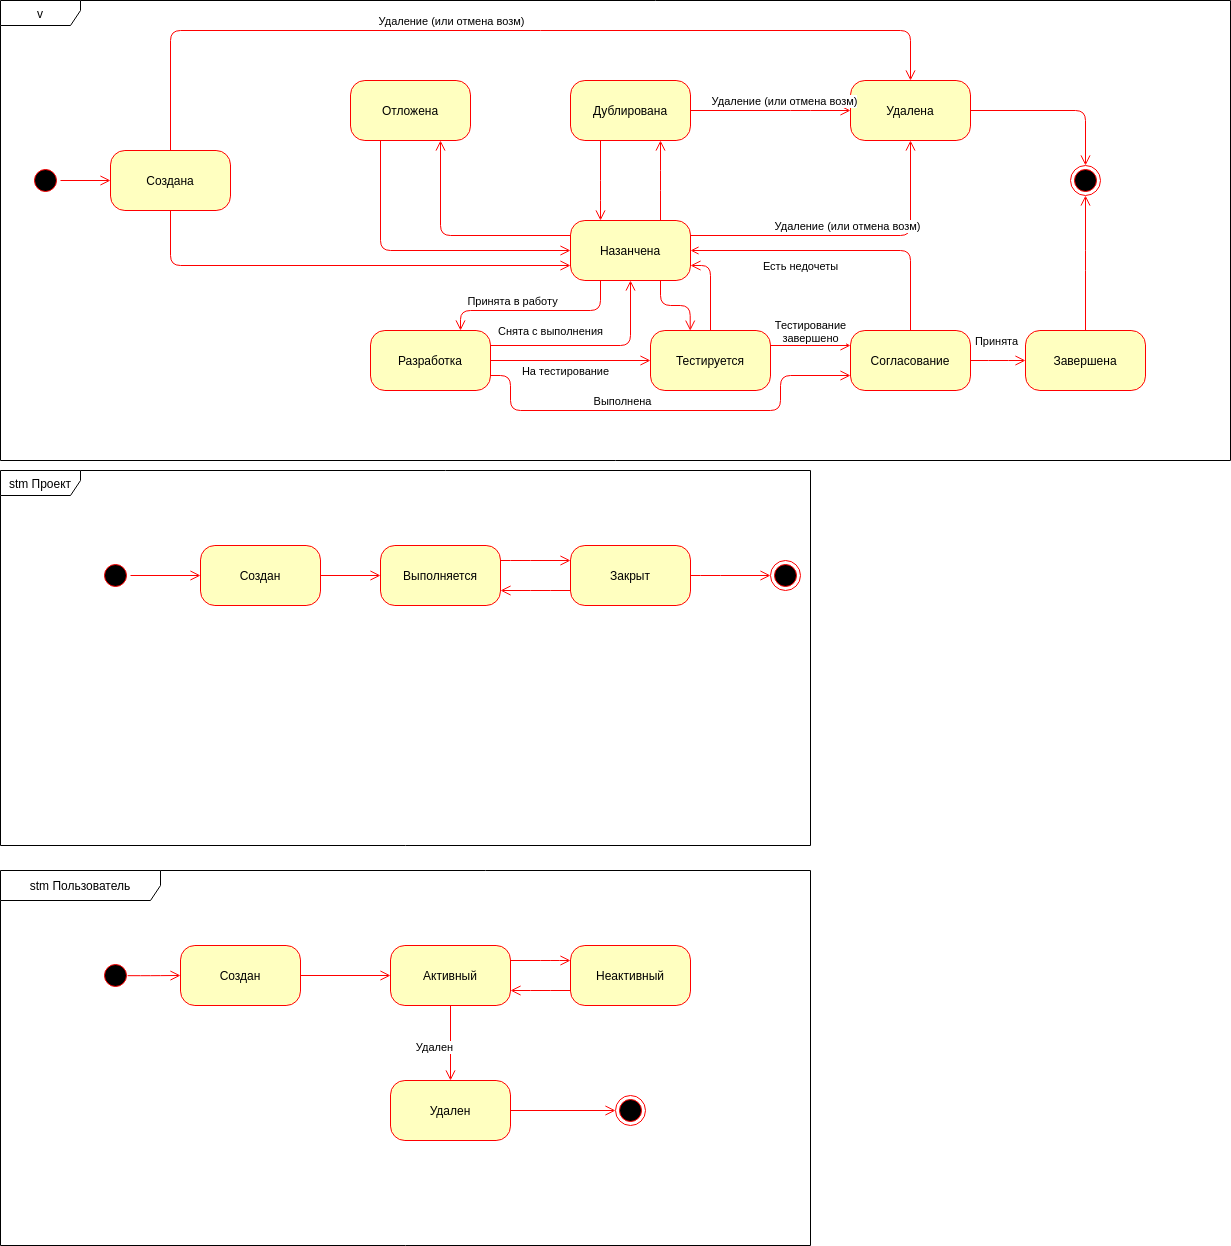 v
Удаление (или отмена возм)
Отложена
Дублирована
Удаление (или отмена возм)
Удалена
Создана
Назанчена
Удаление (или отмена возм)
Есть недочеты
Принята в работу
Снята с выполнения
Тестирование
завершено
Принята
Разработка
На тестирование
Тестируется
Согласование
Завершена
Выполнена
stm Проект
Создан
Выполняется
Закрыт
stm Пользователь
Создан
Активный
Неактивный
Удален
Удален